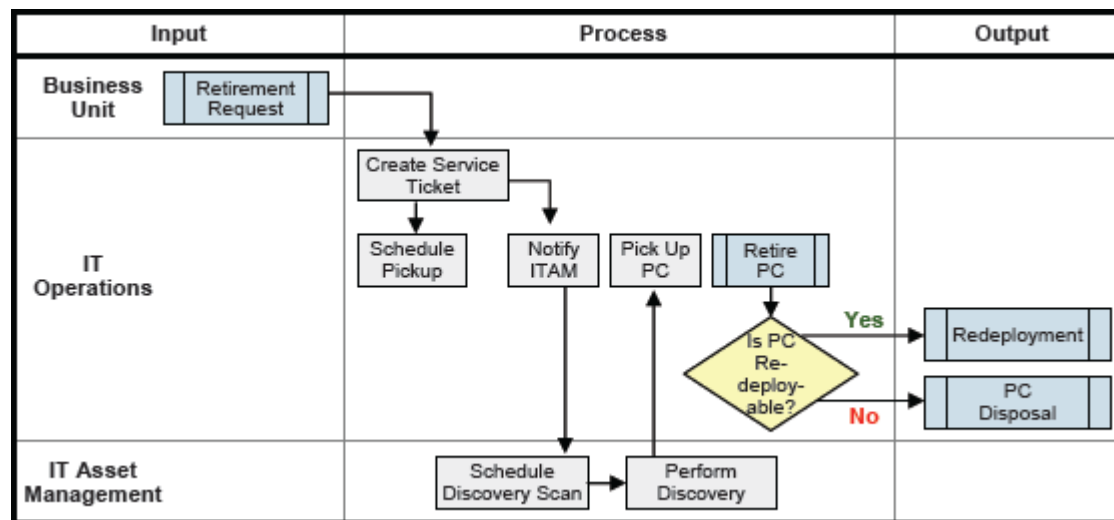 Input
Process
Output
Business
Unit
Retirement
Request
IT
Operations
Create Service
Ticket
Schedule
Pickup
Notify
ITAM
Pick Up
PC
Retire
PC
Is PC
Re-
deploy-
able?
Yes
No
Redeployment
PC
Disposal
IT Asset
Management
Schedule
Discovery Scan
Perform
Discovery